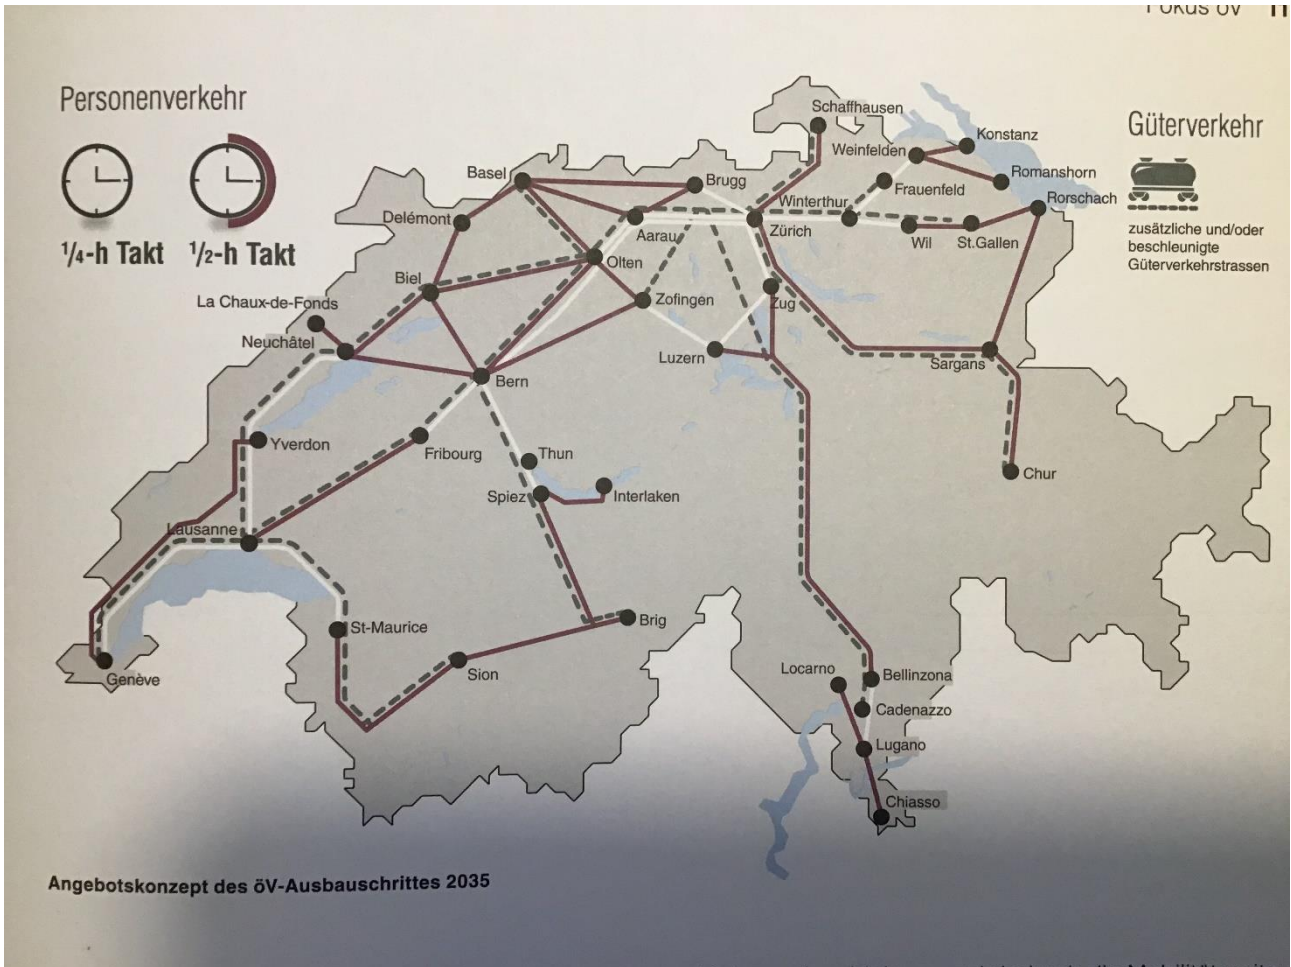 Fokus öV
Personenverkehr
¼-h Takt
½-h Takt
Güterverkehr
zusätzliche und/oder
beschleunigte
Güterverkehrstrassen
Schaffhausen
Konstanz
Weinfelden
Romanshorn
Frauenfeld
Rorschach
Basel
Brugg
Winterthur
Delémont
Aarau
Zürich
Wil
St.Gallen
Olten
Biel
Zofingen
Zug
La Chaux-de-Fonds
Neuchâtel
Luzern
Sargans
Bern
Yverdon
Fribourg
Thun
Chur
Spiez
Interlaken
Lausanne
St-Maurice
Brig
Sion
Genève
Locarno
Bellinzona
Cadenazzo
Lugano
Chiasso
Angebotskonzept des öV-Ausbauschrittes 2035